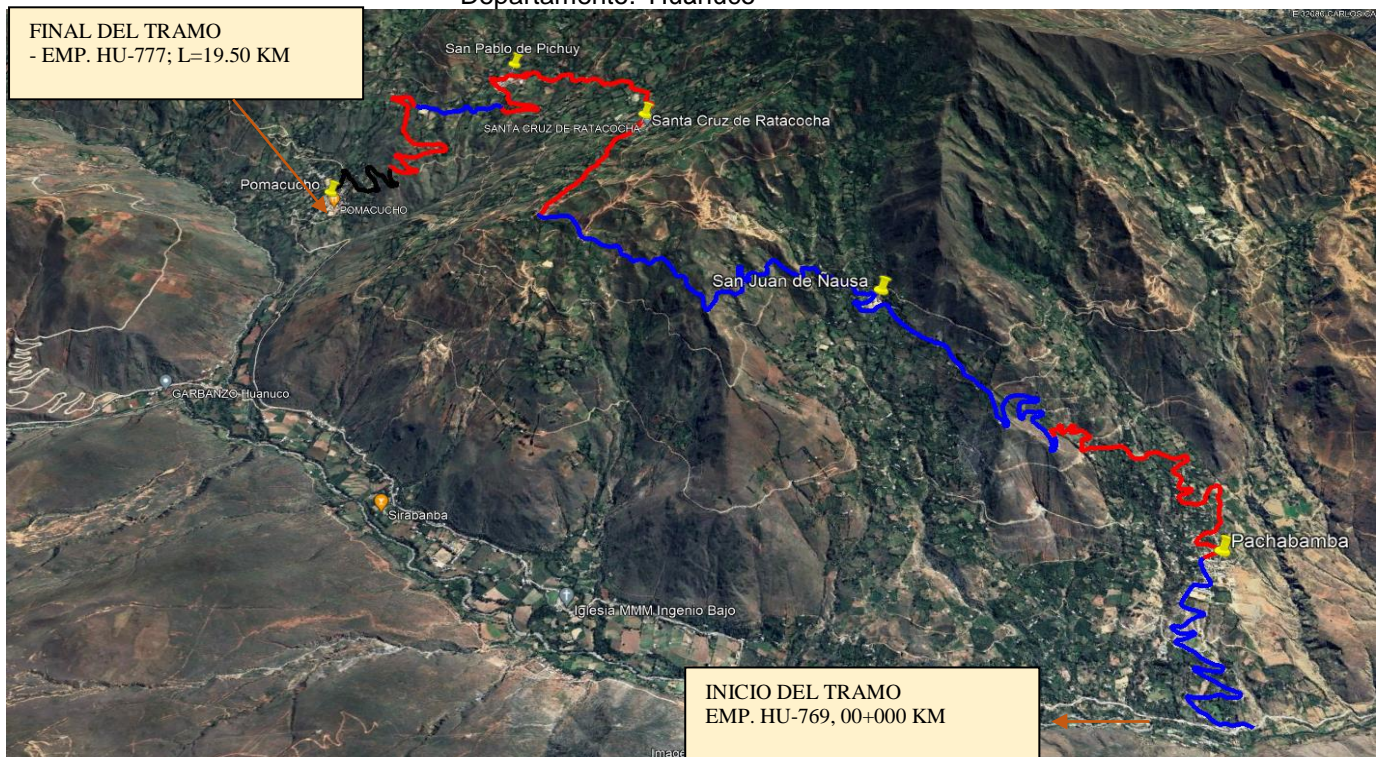 Departamento: Huánuco
FINAL DEL TRAMO
- EMP. HU-777; L=19.50 KM
San Pablo de Pichuy
SANTA CRUZ DE RATACOCHA
Santa Cruz de Ratacocha
Pomacucho
POMACUCHO
San Juan de Ñausa
GARBANZO Huanuco
Sirabanba
Pachabamba
Iglesia MMM Ingenio Bajo
INICIO DEL TRAMO
EMP. HU-769, 00+000 KM
Image